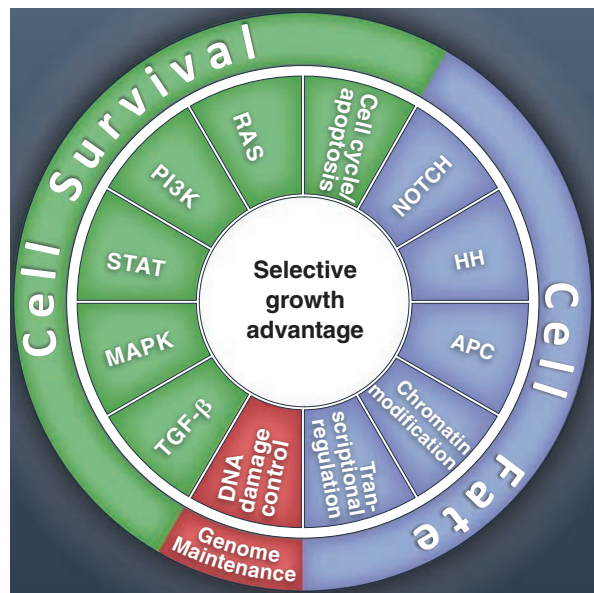 Cell Survival
Cell cycle/
apoptosis
NOTCH
HH
APC
Chromatin
modification
Tran-
scriptional
regulation
DNA
damage
control
TGF-β
MAPK
STAT
PI3K
RAS
Selective
growth
advantage
Cell Fate
Genome
Maintenance